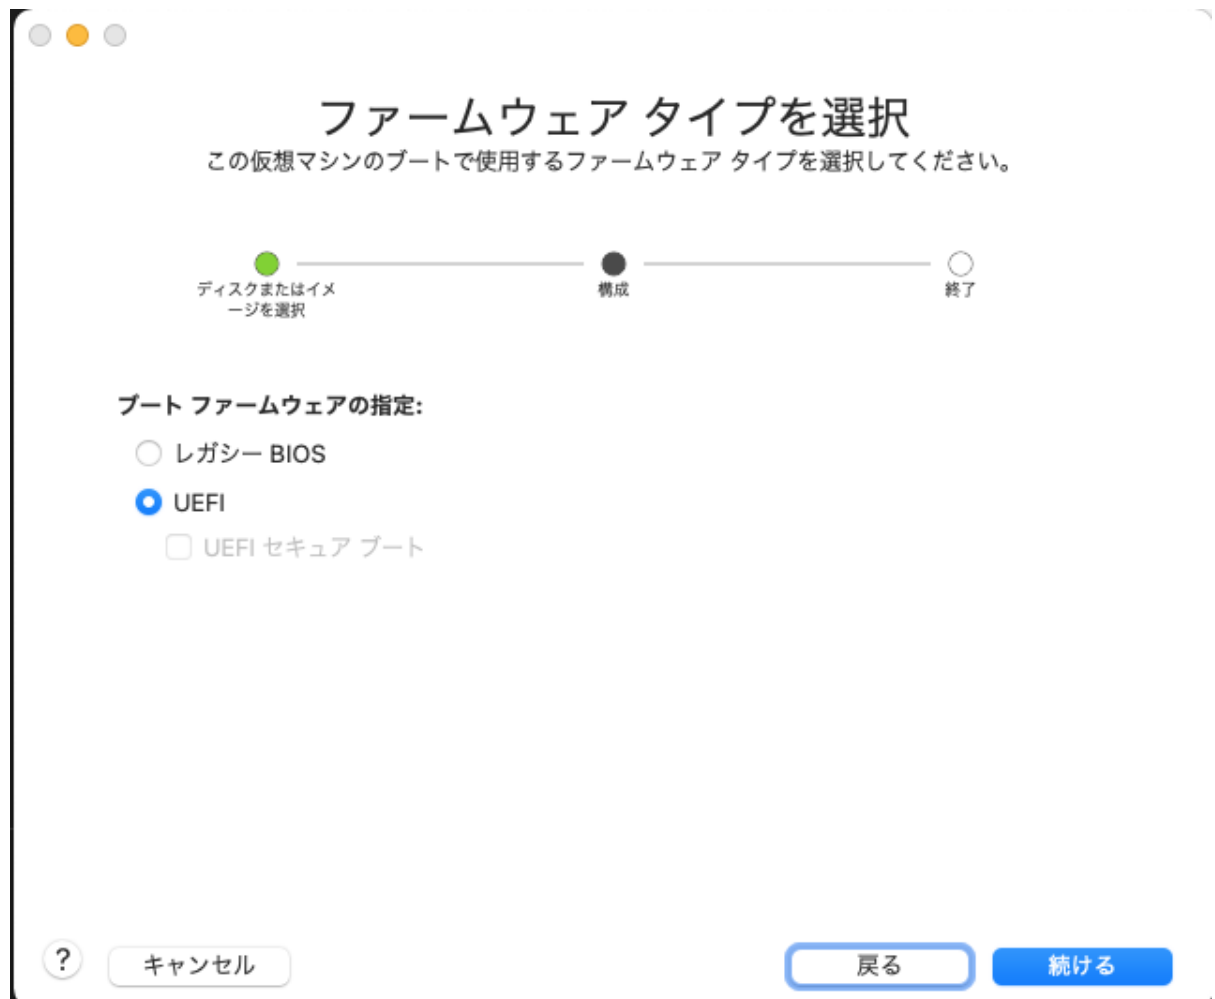 ファームウェア タイプを選択
この仮想マシンのブートで使用するファームウェア タイプを選択してください。
ディスクまたはイメ
ージを選択
構成
終了
ブート ファームウェアの指定:
レガシー BIOS
UEFI
UEFI セキュア ブート
?
キャンセル
戻る
続ける